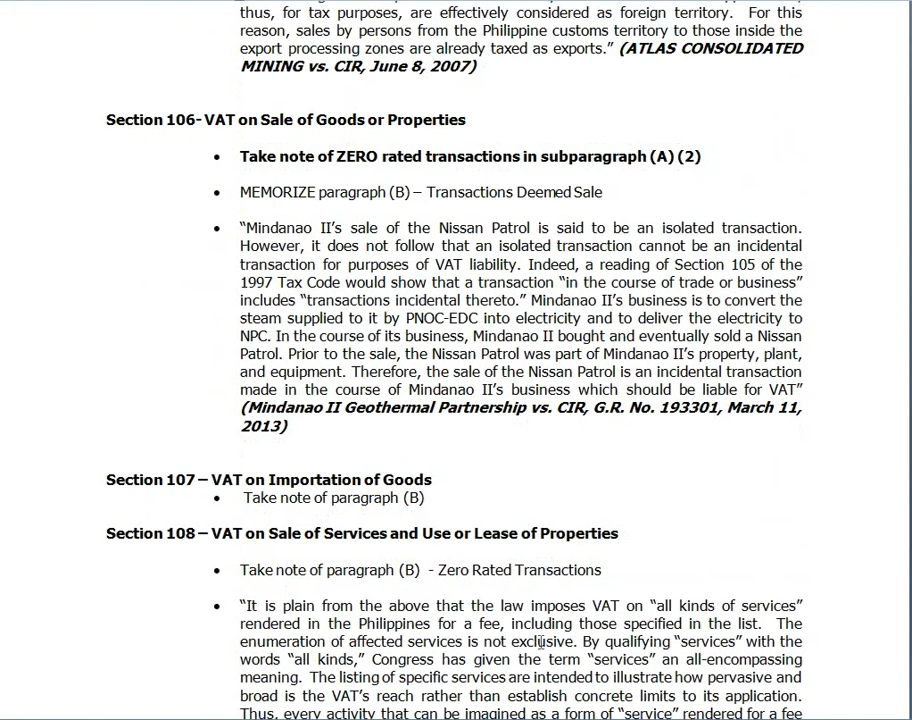 thus, for tax purposes, are effectively considered as foreign territory. For this
reason, sales by persons from the Philippine customs territory to those inside the
export processing zones are already taxed as exports.” (ATLAS CONSOLIDATED
MINING vs. CIR, June 8, 2007)
Section 106- VAT on Sale of Goods or Properties
• Take note of ZERO rated transactions in subparagraph (A) (2)
• MEMORIZE paragraph (B) – Transactions Deemed Sale
• “Mindanao II’s sale of the Nissan Patrol is said to be an isolated transaction.
However, it does not follow that an isolated transaction cannot be an incidental
transaction for purposes of VAT liability. Indeed, a reading of Section 105 of the
1997 Tax Code would show that a transaction “in the course of trade or business”
includes “transactions incidental thereto.” Mindanao II’s business is to convert the
steam supplied to it by PNOC-EDC into electricity and to deliver the electricity to
NPC. In the course of its business, Mindanao II bought and eventually sold a Nissan
Patrol. Prior to the sale, the Nissan Patrol was part of Mindanao II’s property, plant,
and equipment. Therefore, the sale of the Nissan Patrol is an incidental transaction
made in the course of Mindanao II’s business which should be liable for VAT”
(Mindanao II Geothermal Partnership vs. CIR, G.R. No. 193301, March 11,
2013)
Section 107 – VAT on Importation of Goods
• Take note of paragraph (B)
Section 108 – VAT on Sale of Services and Use or Lease of Properties
• Take note of paragraph (B) - Zero Rated Transactions
• “It is plain from the above that the law imposes VAT on “all kinds of services”
rendered in the Philippines for a fee, including those specified in the list. The
enumeration of affected services is not exclusive. By qualifying “services” with the
words “all kinds,” Congress has given the term “services” an all-encompassing
meaning. The listing of specific services are intended to illustrate how pervasive and
broad is the VAT’s reach rather than establish concrete limits to its application.
Thus, every activity that can be imagined as a form of “service” rendered for a fee